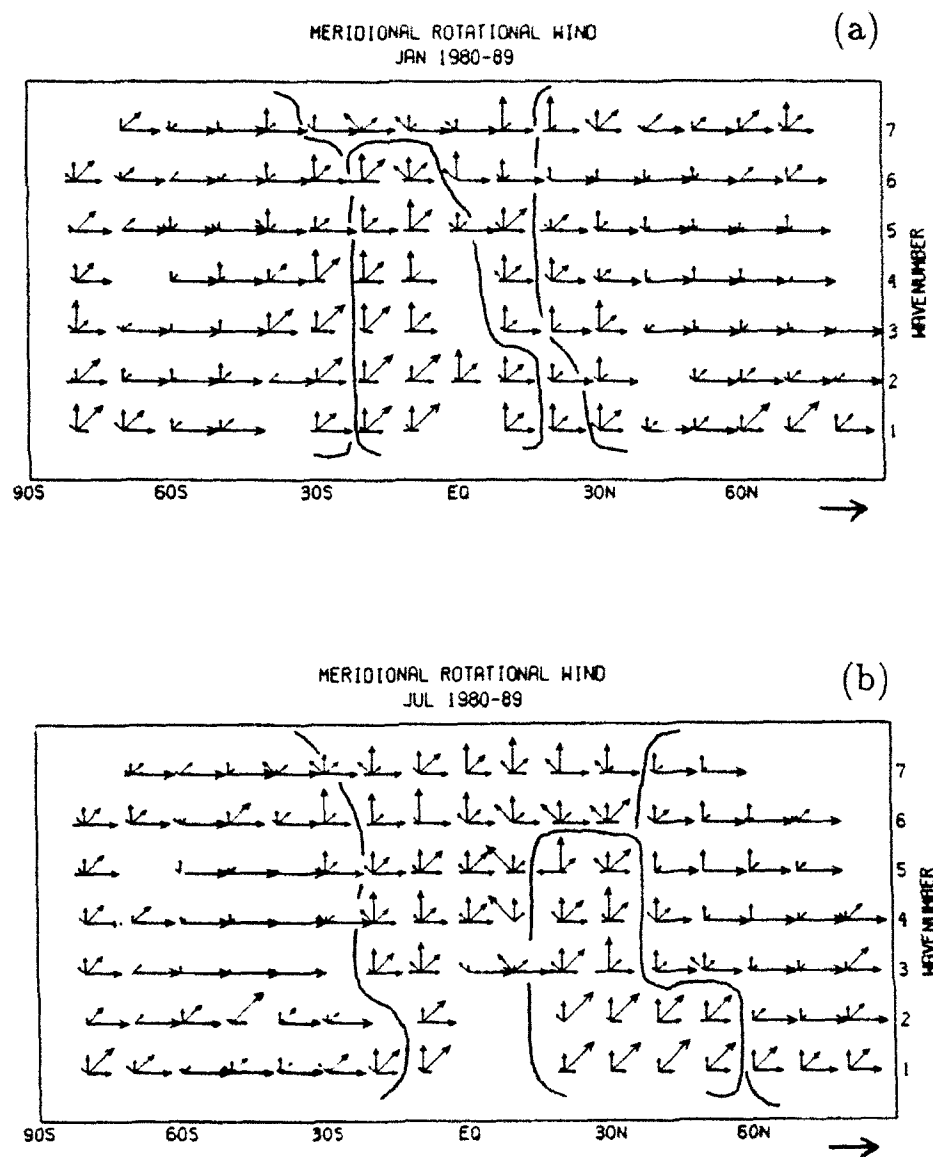 MERIDIONAL ROTATIONAL WIND (a)
JAN 1980-89
7
6
5
4
3
2
1
WAVENUMBER
90S 60S 30S EQ 30N 60N
MERIDIONAL ROTATIONAL WIND (b)
JUL 1980-89
7
6
5
4
3
2
1
WAVENUMBER
90S 60S 30S EQ 30N 60N